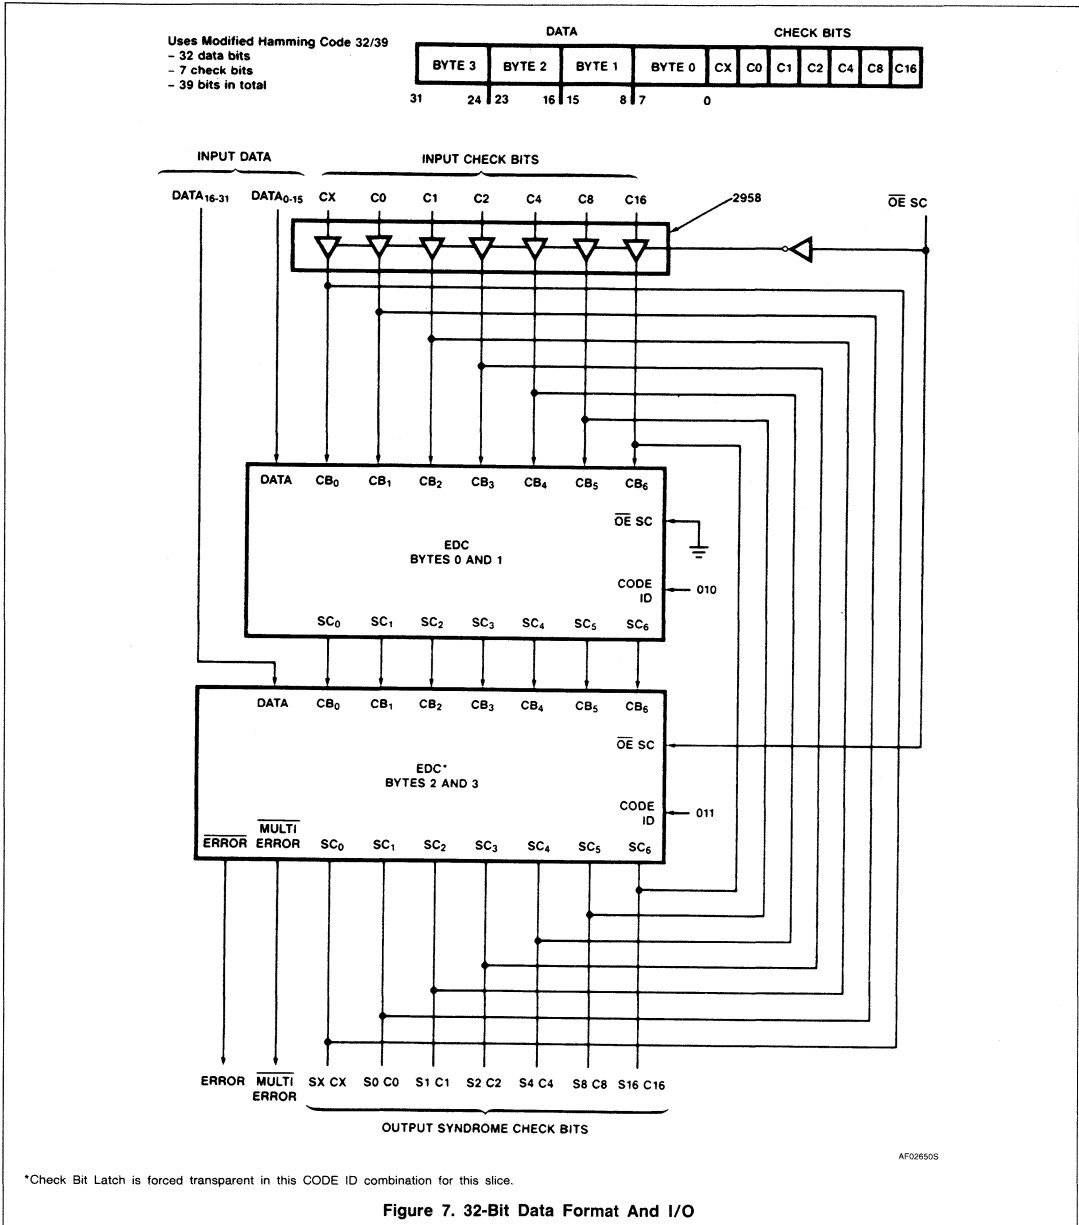 Uses Modified Hamming Code 32/39
– 32 data bits
– 7 check bits
– 39 bits in total
DATA CHECK BITS
BYTE 3 BYTE 2 BYTE 1 BYTE 0 CX C0 C1 C2 C4 C8 C16
31 24 23 16 15 8 7 0
INPUT DATA INPUT CHECK BITS
DATA16-31 DATA0-15 CX C0 C1 C2 C4 C8 C16 2958 OE SC
DATA CB0 CB1 CB2 CB3 CB4 CB5 CB6
OE SC
EDC
BYTES 0 AND 1
CODE
ID 010
SC0 SC1 SC2 SC3 SC4 SC5 SC6
DATA CB0 CB1 CB2 CB3 CB4 CB5 CB6
OE SC
EDC*
BYTES 2 AND 3
CODE
ID 011
ERROR MULTI ERROR SC0 SC1 SC2 SC3 SC4 SC5 SC6
ERROR MULTI ERROR SX CX S0 C0 S1 C1 S2 C2 S4 C4 S8 C8 S16 C16
OUTPUT SYNDROME CHECK BITS
AF02650S
*Check Bit Latch is forced transparent in this CODE ID combination for this slice.
Figure 7. 32-Bit Data Format And I/O